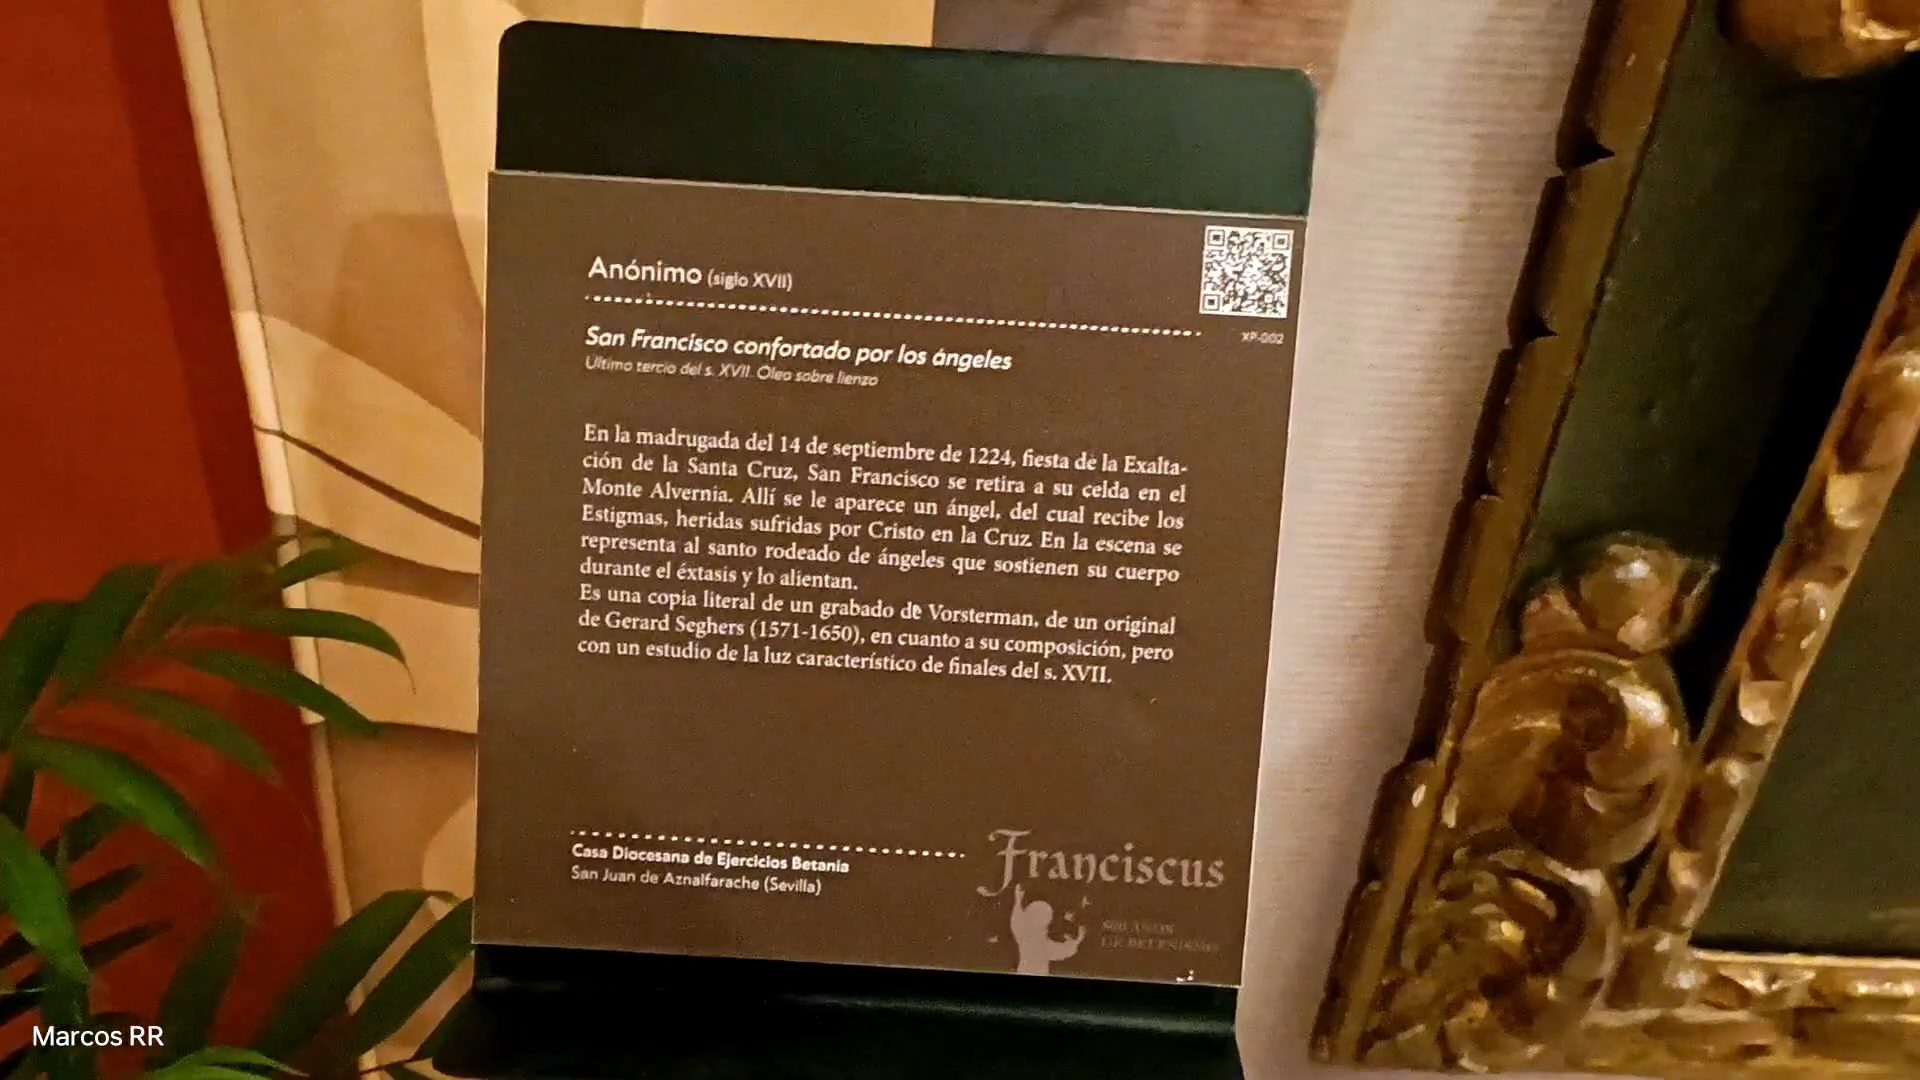 Anónimo (siglo XVII)
XP-002
San Francisco confortado por los ángeles
Último tercio del s. XVII. Óleo sobre lienzo
En la madrugada del 14 de septiembre de 1224, fiesta de la Exalta-
ción de la Santa Cruz, San Francisco se retira a su celda en el
Monte Alvernia. Allí se le aparece un ángel, del cual recibe los
Estigmas, heridas sufridas por Cristo en la Cruz. En la escena se
representa al santo rodeado de ángeles que sostienen su cuerpo
durante el éxtasis y lo alientan.
Es una copia literal de un grabado de Vorsterman, de un original
de Gerard Seghers (1571-1650), en cuanto a su composición, pero
con un estudio de la luz característico de finales del s. XVII.
Casa Diocesana de Ejercicios Betania
San Juan de Aznalfarache (Sevilla)
Franciscus
800 AÑOS
Marcos RR